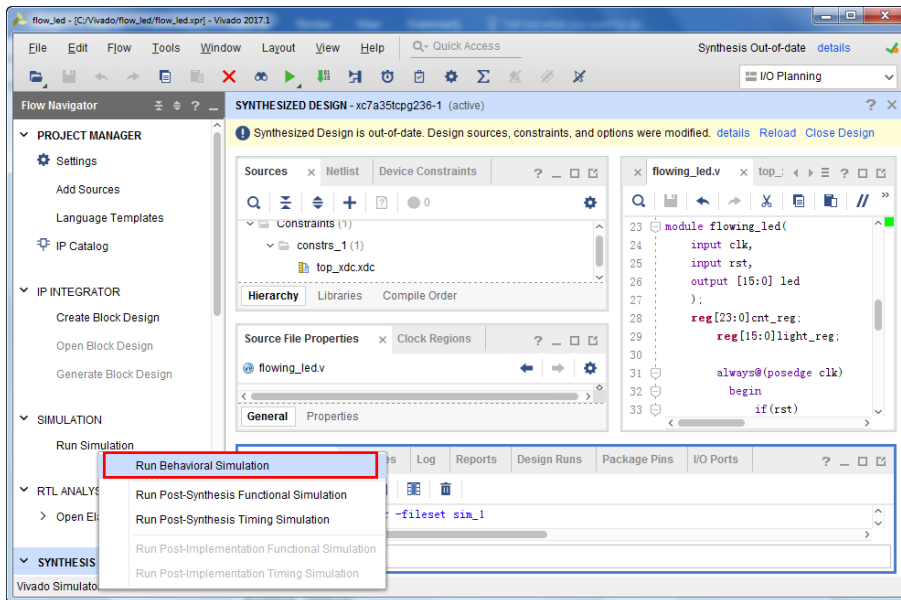 flow_led - [C:/Vivado/flow_led/flow_led.xpr] - Vivado 2017.1
File Edit Flow Tools Window Layout View Help Quick Access Synthesis Out-of-date details
I/O Planning
Flow Navigator
SYNTHESIZED DESIGN - xc7a35tcpg236-1 (active)
Synthesized Design is out-of-date. Design sources, constraints, and options were modified. details Reload Close Design
PROJECT MANAGER
Settings
Add Sources
Language Templates
IP Catalog
IP INTEGRATOR
Create Block Design
Open Block Design
Generate Block Design
SIMULATION
Run Simulation
RTL ANALYS
Open Ela
SYNTHESIS
Vivado Simulato
Sources Netlist Device Constraints
0
Constraints (1)
constrs_1 (1)
top_xdc.xdc
Hierarchy Libraries Compile Order
Source File Properties Clock Regions
flowing_led.v
General Properties
flowing_led.v top_
23 module flowing_led(
24 input clk,
25 input rst,
26 output [15:0] led
27 );
28 reg[23:0]cnt_reg;
29 reg[15:0]light_reg;
30
31 always@(posedge clk)
32 begin
33 if(rst)
Log Reports Design Runs Package Pins I/O Ports
-fileset sim_1
Run Behavioral Simulation
Run Post-Synthesis Functional Simulation
Run Post-Synthesis Timing Simulation
Run Post-Implementation Functional Simulation
Run Post-Implementation Timing Simulation